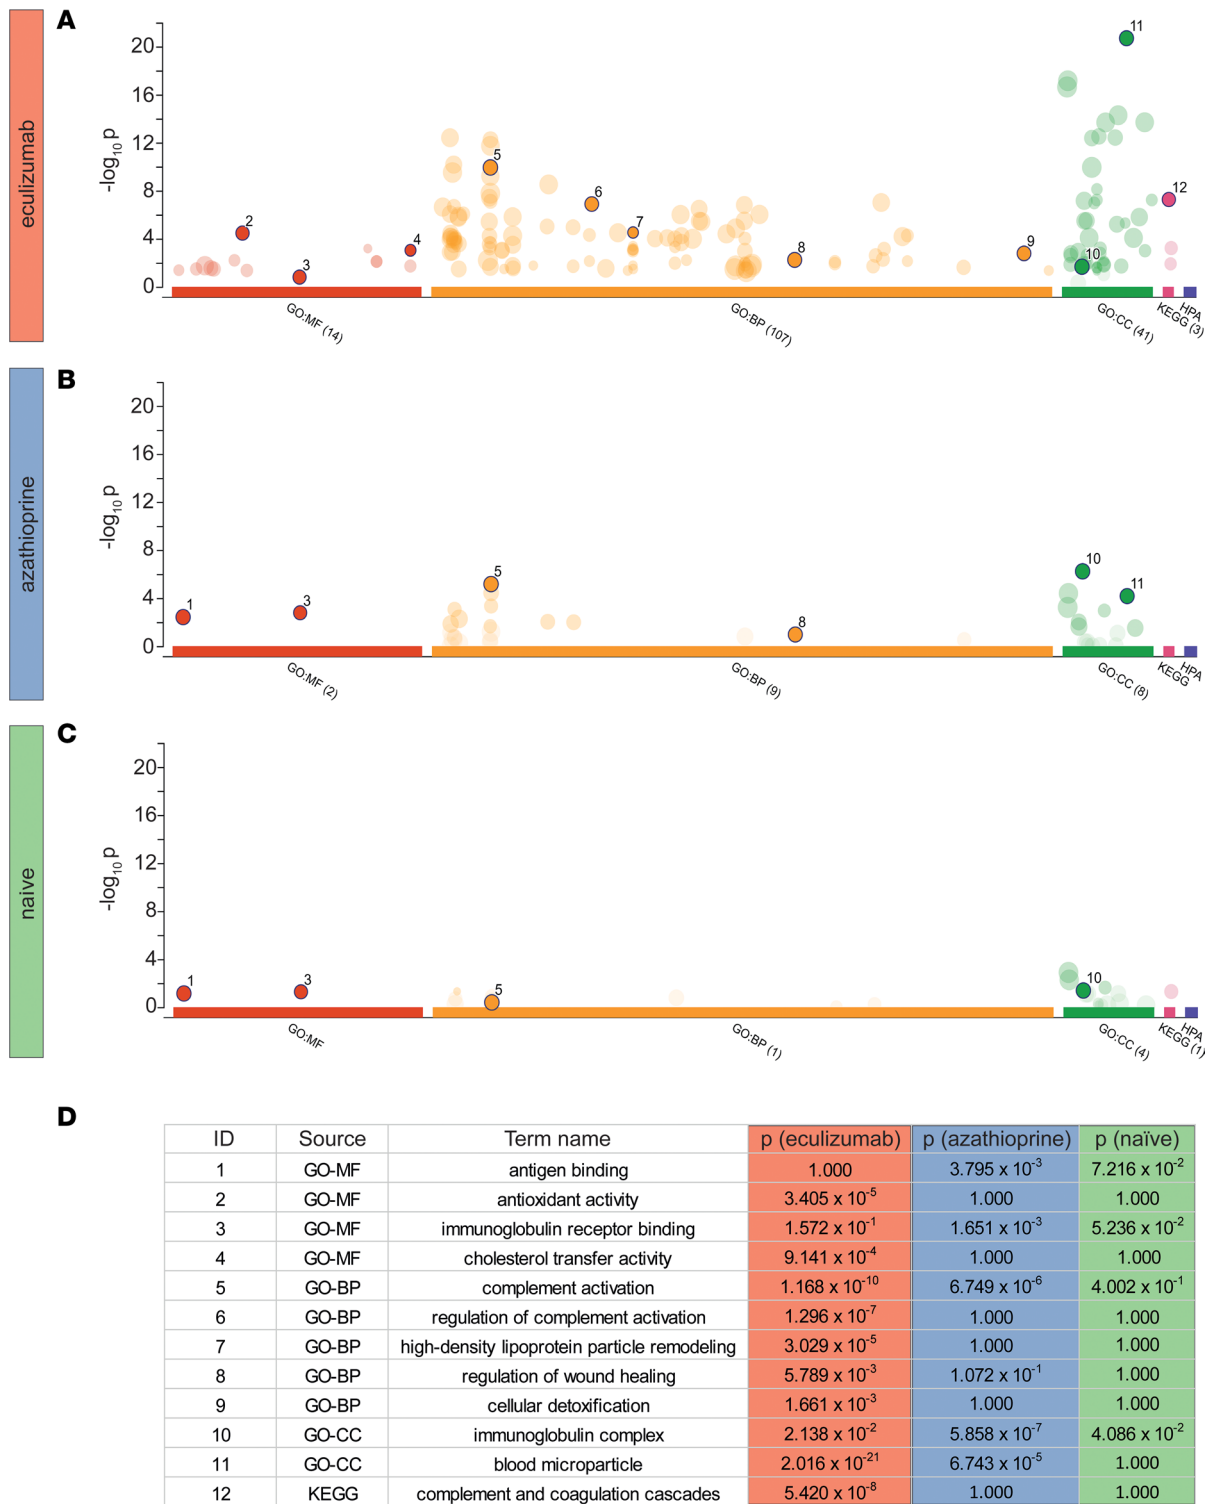 A
eculizumab
-log10 p
20
16
12
8
4
0
2
3
4
5
6
7
8
9
10
11
12
GO:MF (14)
GO:BP (107)
GO:CC (41)
KEGG (3)
HPA
B
azathioprine
-log10 p
20
16
12
8
4
0
1
3
5
8
10
11
GO:MF (2)
GO:BP (9)
GO:CC (8)
KEGG
HPA
C
naive
-log10 p
20
16
12
8
4
0
1
3
5
10
GO:MF
GO:BP (1)
GO:CC (4)
KEGG (1)
HPA
D
ID Source Term name p (eculizumab) p (azathioprine) p (naïve)
1 GO-MF antigen binding 1.000 3.795 x 10-3 7.216 x 10-2
2 GO-MF antioxidant activity 3.405 x 10-5 1.000 1.000
3 GO-MF immunoglobulin receptor binding 1.572 x 10-1 1.651 x 10-3 5.236 x 10-2
4 GO-MF cholesterol transfer activity 9.141 x 10-4 1.000 1.000
5 GO-BP complement activation 1.168 x 10-10 6.749 x 10-6 4.002 x 10-1
6 GO-BP regulation of complement activation 1.296 x 10-7 1.000 1.000
7 GO-BP high-density lipoprotein particle remodeling 3.029 x 10-5 1.000 1.000
8 GO-BP regulation of wound healing 5.789 x 10-3 1.072 x 10-1 1.000
9 GO-BP cellular detoxification 1.661 x 10-3 1.000 1.000
10 GO-CC immunoglobulin complex 2.138 x 10-2 5.858 x 10-7 4.086 x 10-2
11 GO-CC blood microparticle 2.016 x 10-21 6.743 x 10-5 1.000
12 KEGG complement and coagulation cascades 5.420 x 10-8 1.000 1.000